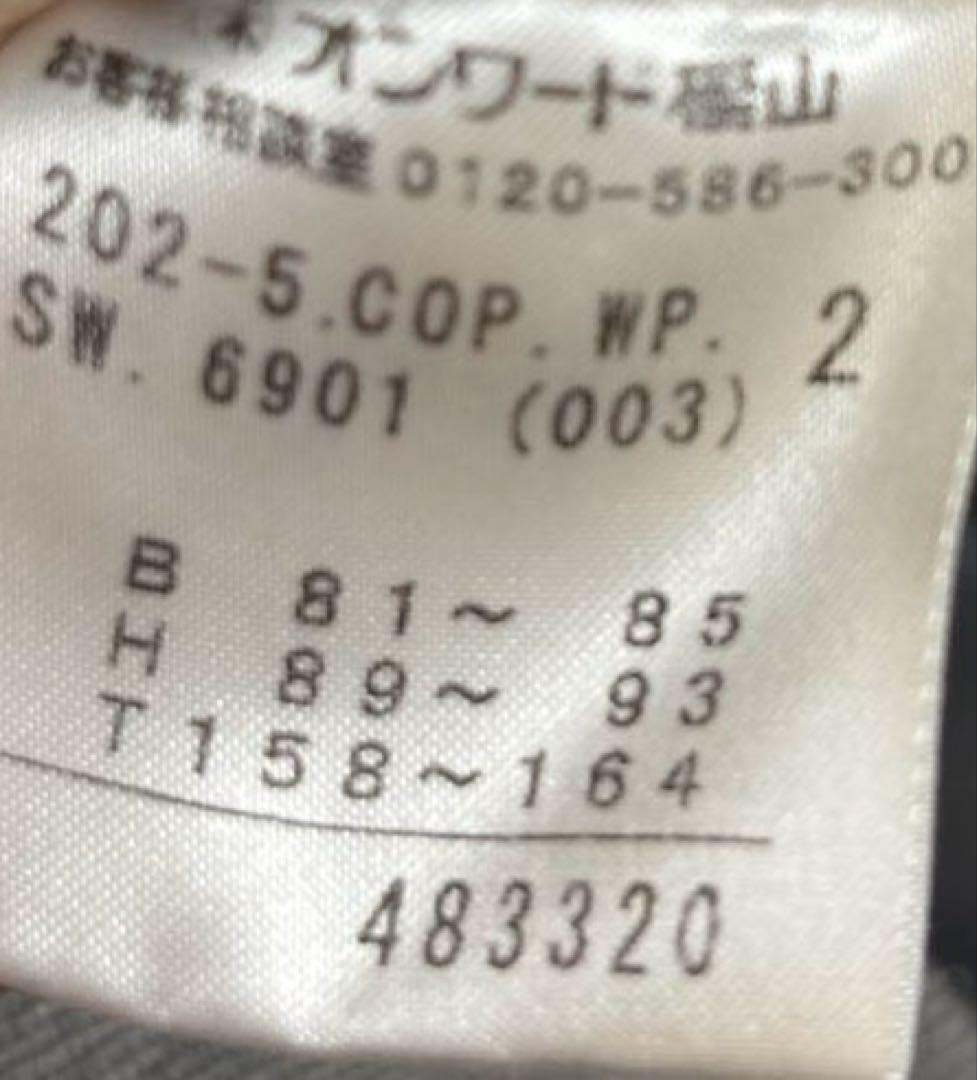 オンワード樫山
お客様相談室 0120-586-300
202-5.COP. WP. 2
SW. 6901 (003)
B 81~ 85
H 89~ 93
T158~164
483320